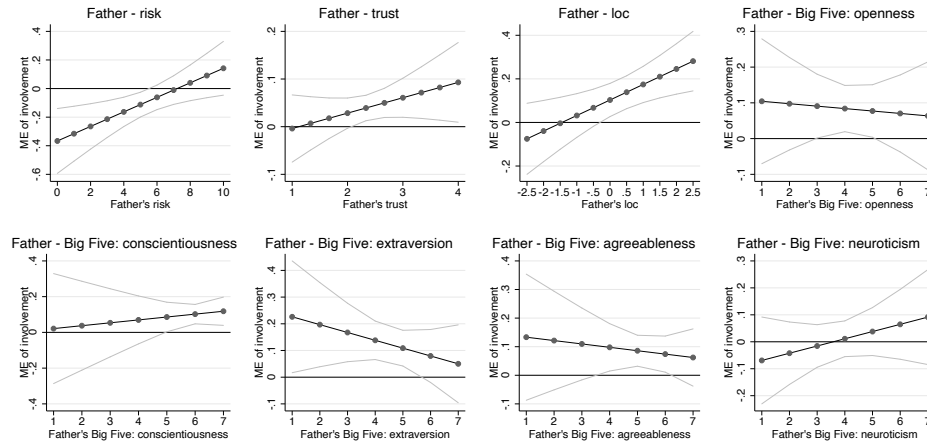 Father - risk
ME of involvement
.4
.2
0
-.2
-.4
-.6
0 2 4 6 8 10
Father's risk
Father - trust
ME of involvement
.2
.1
0
-.1
1 2 3 4
Father's trust
Father - loc
ME of involvement
.4
.2
0
-.2
-2.5 -2 -1.5 -1 -.5 0 .5 1 1.5 2 2.5
Father's loc
Father - Big Five: openness
ME of involvement
.3
.2
.1
0
-.1
1 2 3 4 5 6 7
Father's Big Five: openness
Father - Big Five: conscientiousness
ME of involvement
.4
.2
0
-.2
-.4
1 2 3 4 5 6 7
Father's Big Five: conscientiousness
Father - Big Five: extraversion
ME of involvement
.4
.3
.2
.1
0
-.1
1 2 3 4 5 6 7
Father's Big Five: extraversion
Father - Big Five: agreeableness
ME of involvement
.4
.3
.2
.1
0
-.1
1 2 3 4 5 6 7
Father's Big Five: agreeableness
Father - Big Five: neuroticism
ME of involvement
.3
.2
.1
0
-.1
-.2
1 2 3 4 5 6 7
Father's Big Five: neuroticism